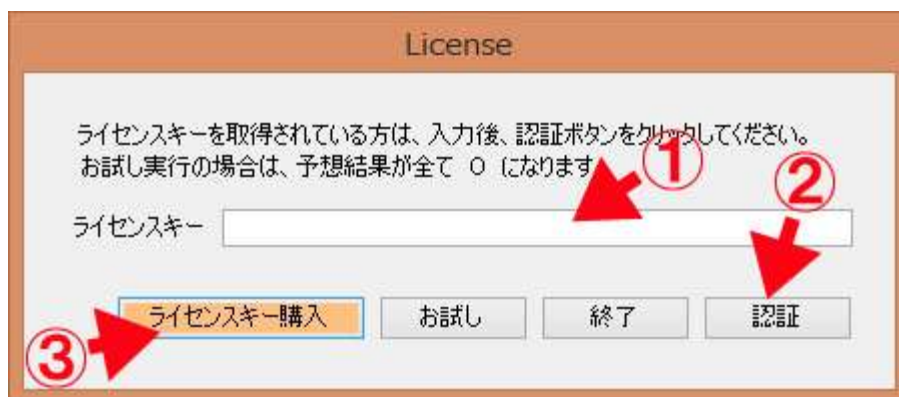 License
ライセンスキーを取得されている方は、入力後、認証ボタンをクリックしてください。
お試し実行の場合は、予想結果が全て 0 になります
①
②
ライセンスキー
ライセンスキー購入 お試し 終了 認証
③